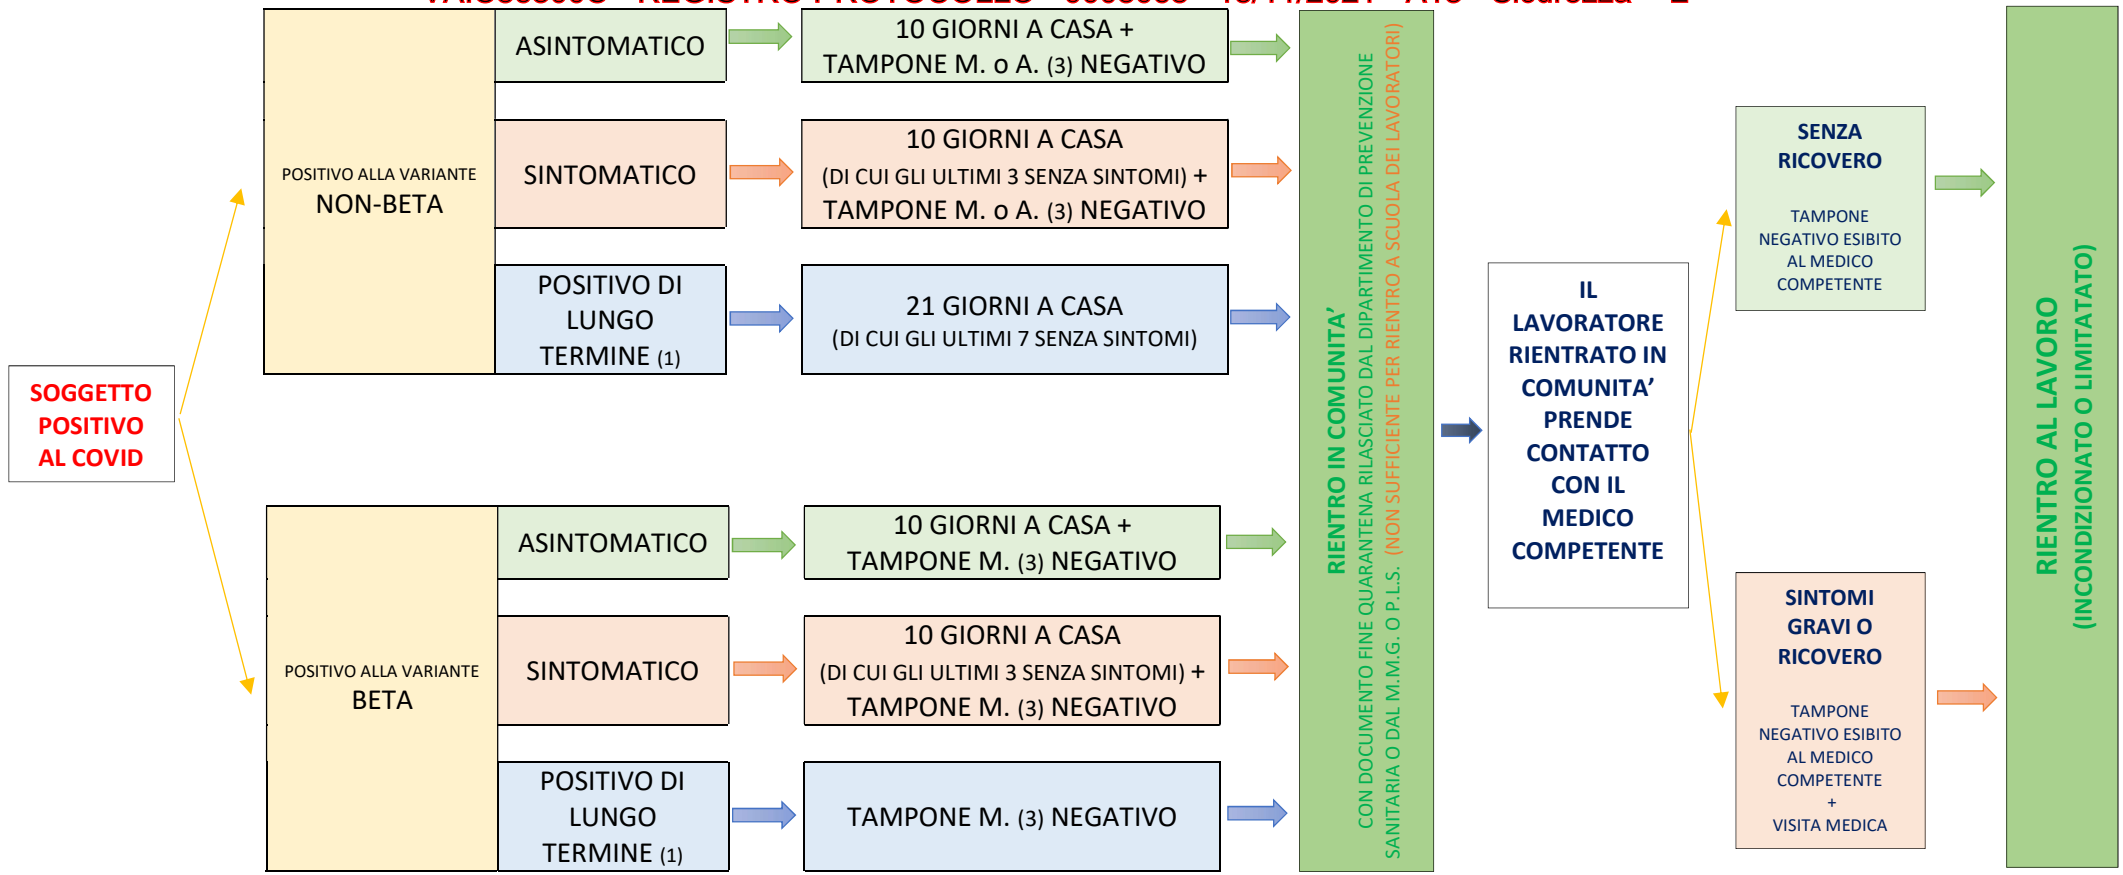 SOGGETTO
POSITIVO
AL COVID
POSITIVO ALLA VARIANTE
NON-BETA
ASINTOMATICO
10 GIORNI A CASA +
TAMPONE M. o A. (3) NEGATIVO
SINTOMATICO
10 GIORNI A CASA
(DI CUI GLI ULTIMI 3 SENZA SINTOMI) +
TAMPONE M. o A. (3) NEGATIVO
POSITIVO DI
LUNGO
TERMINE (1)
21 GIORNI A CASA
(DI CUI GLI ULTIMI 7 SENZA SINTOMI)
POSITIVO ALLA VARIANTE
BETA
ASINTOMATICO
10 GIORNI A CASA +
TAMPONE M. (3) NEGATIVO
SINTOMATICO
10 GIORNI A CASA
(DI CUI GLI ULTIMI 3 SENZA SINTOMI) +
TAMPONE M. (3) NEGATIVO
POSITIVO DI
LUNGO
TERMINE (1)
TAMPONE M. (3) NEGATIVO
RIENTRO IN COMUNITA’
CON DOCUMENTO FINE QUARANTENA RILASCIATO DAL DIPARTIMENTO DI PREVENZIONE
SANITARIA O DAL M.M.G. O P.L.S. (NON SUFFICIENTE PER RIENTRO A SCUOLA DEI LAVORATORI)
IL
LAVORATORE
RIENTRATO IN
COMUNITA’
PRENDE
CONTATTO
CON IL
MEDICO
COMPETENTE
SENZA
RICOVERO
TAMPONE
NEGATIVO ESIBITO
AL MEDICO
COMPETENTE
SINTOMI
GRAVI O
RICOVERO
TAMPONE
NEGATIVO ESIBITO
AL MEDICO
COMPETENTE
+
VISITA MEDICA
RIENTRO AL LAVORO
(INCONDIZIONATO O LIMITATO)